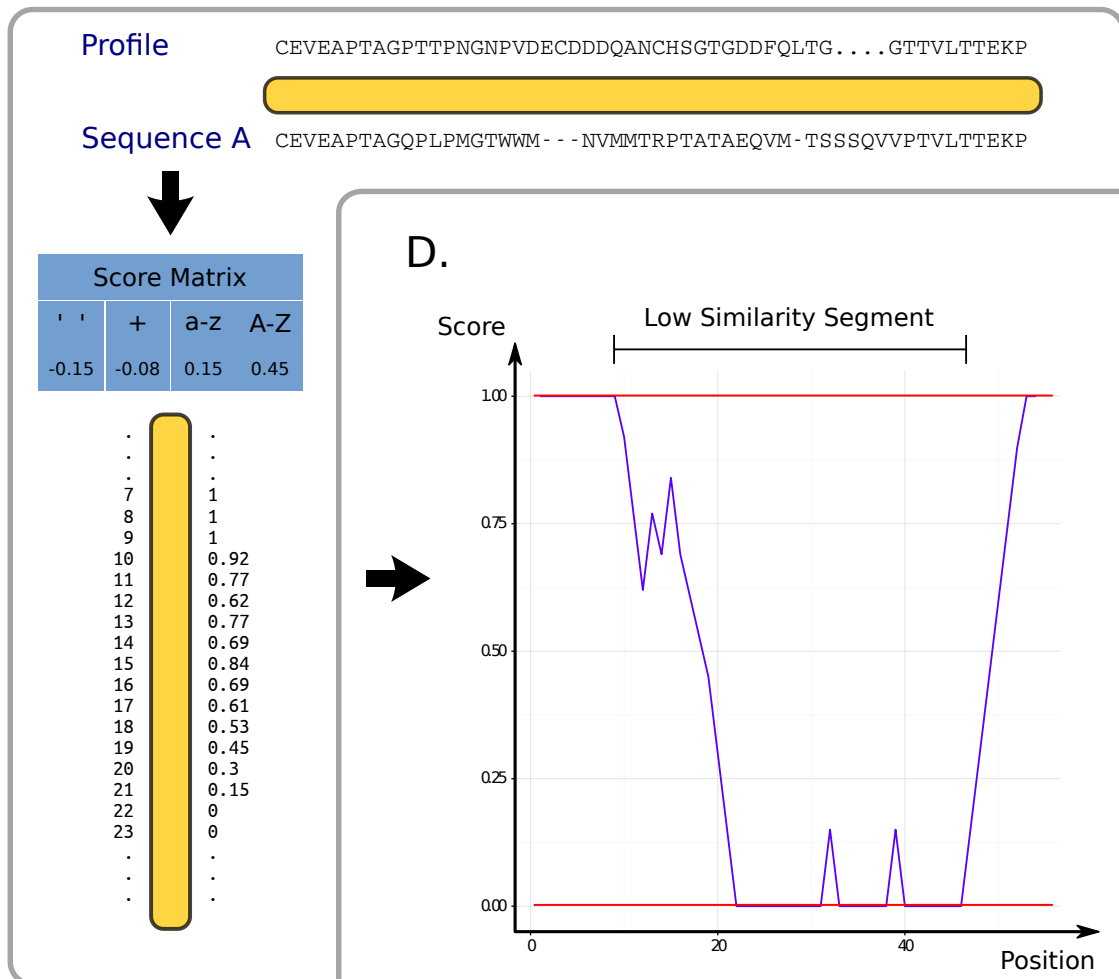 Profile CEVEAPTAGPTTPNGNPVDECDDDQANCHSGTGDDFQLTG....GTTVLTTEKP
Sequence A CEVEAPTAGQPLPMGTWWM---NVMMTRPTATAEQVM-TSSSQVVPTVLTTEKP
Score Matrix
' ' + a-z A-Z
-0.15 -0.08 0.15 0.45
. .
. .
. .
7 1
8 1
9 1
10 0.92
11 0.77
12 0.62
13 0.77
14 0.69
15 0.84
16 0.69
17 0.61
18 0.53
19 0.45
20 0.3
21 0.15
22 0
23 0
. .
. .
. .
D.
Score
Low Similarity Segment
1.00
0.75
0.50
0.25
0.00
0 20 40
Position